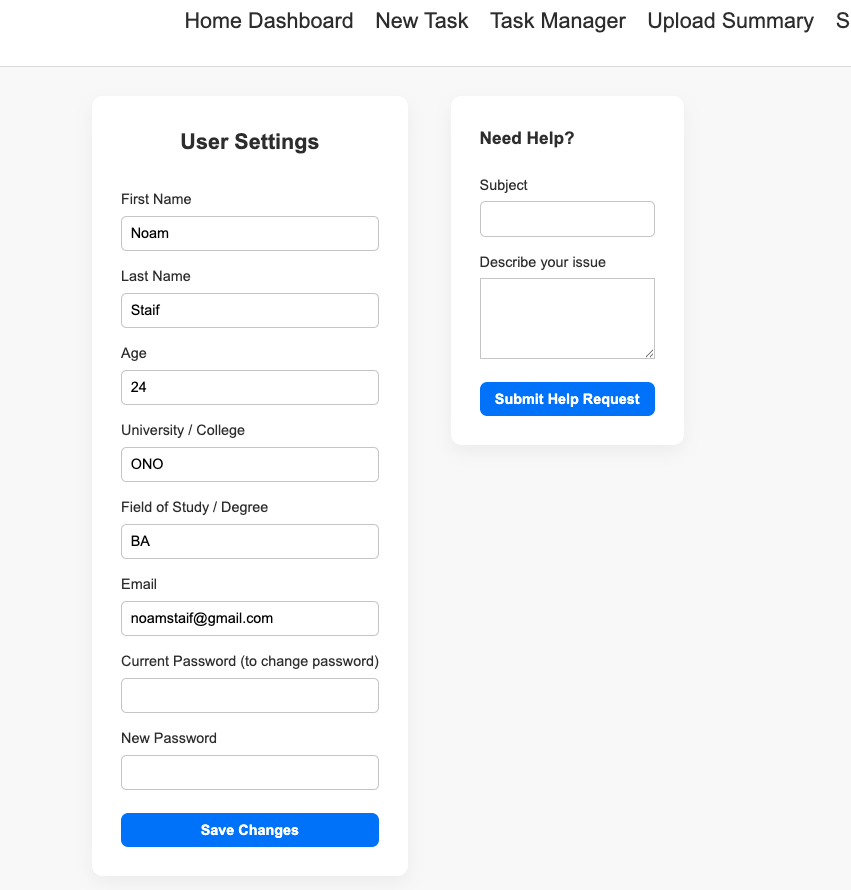 Home Dashboard New Task Task Manager Upload Summary S
User Settings
First Name
Noam
Last Name
Staif
Age
24
University / College
ONO
Field of Study / Degree
BA
Email
noamstaif@gmail.com
Current Password (to change password)
New Password
Save Changes
Need Help?
Subject
Describe your issue
Submit Help Request